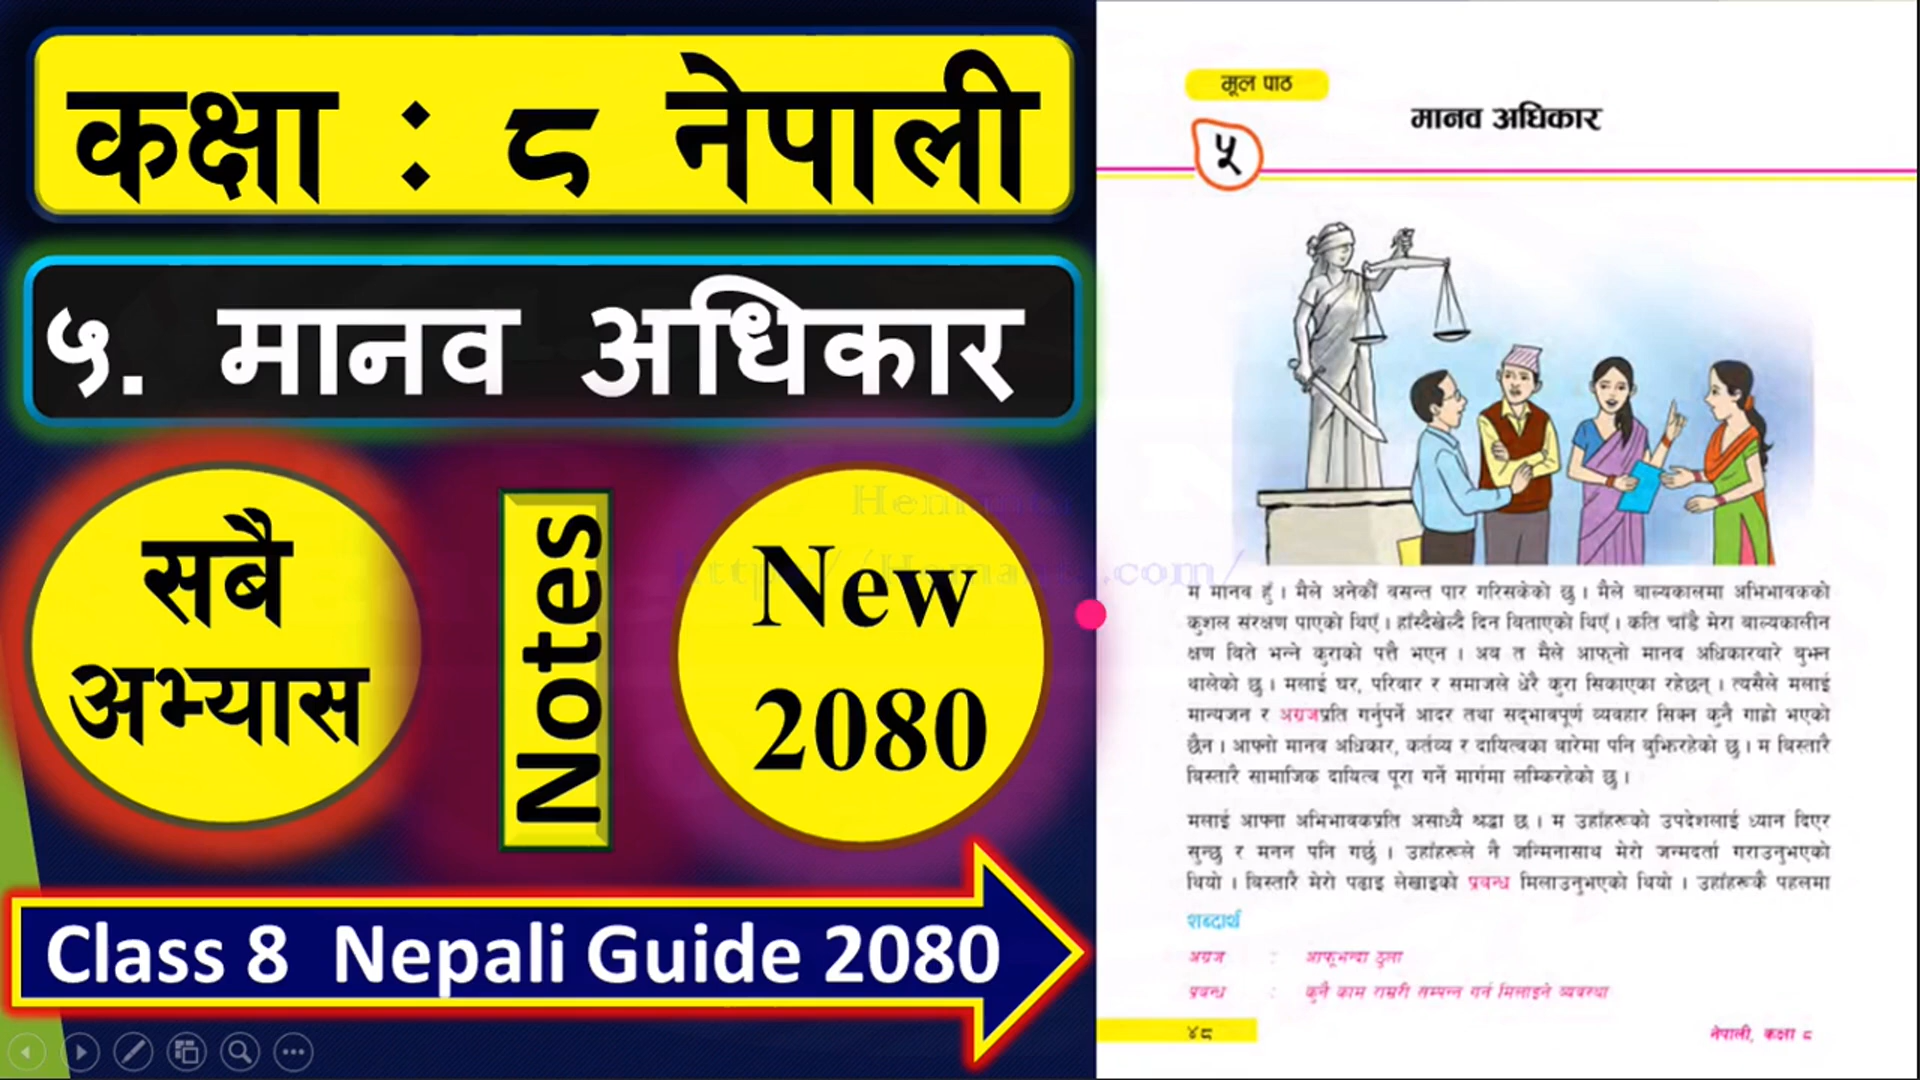 कक्षा : ८ नेपाली
५. मानव अधिकार
सबै
अभ्यास
Notes
New
2080
Class 8 Nepali Guide 2080
मूल पाठ
५
मानव अधिकार
म मानव हुँ । मैले अनेकौँ वसन्त पार गरिसकेको छु । मैले बाल्यकालमा अभिभावकको
कुशल संरक्षण पाएको थिएँ । हाँस्दैखेल्दै दिन बिताएको थिएँ । कति चाँडै मेरा बाल्यकालीन
क्षण बिते भन्ने कुराको पत्तै भएन । अब त मैले आफ्नो मानव अधिकारबारे बुझ्न
थालेको छु । मलाई घर, परिवार र समाजले धेरै कुरा सिकाएका रहेछन् । त्यसैले मलाई
मान्यजन र अग्रजप्रति गर्नुपर्ने आदर तथा सद्भावपूर्ण व्यवहार सिक्न कुनै गाह्रो भएको
छैन । आफ्नो मानव अधिकार, कर्तव्य र दायित्वका बारेमा पनि बुझिरहेको छु । म बिस्तारै
बिस्तारै सामाजिक दायित्व पूरा गर्ने मार्गमा लम्किरहेको छु ।
मलाई आफ्ना अभिभावकप्रति असाध्यै श्रद्धा छ । म उहाँहरूको उपदेशलाई ध्यान दिएर
सुन्छु र मनन पनि गर्छु । उहाँहरूले नै जन्मिनासाथ मेरो जन्मदर्ता गराउनुभएको
थियो । बिस्तारै मेरो पढाइ लेखाइको प्रबन्ध मिलाउनुभएको थियो । उहाँहरूकै पहलमा
शब्दार्थ
अग्रज : आफूभन्दा ठुला
प्रबन्ध : कुनै काम राम्ररी सम्पन्न गर्न मिलाइने व्यवस्था
४८
नेपाली, कक्षा ८